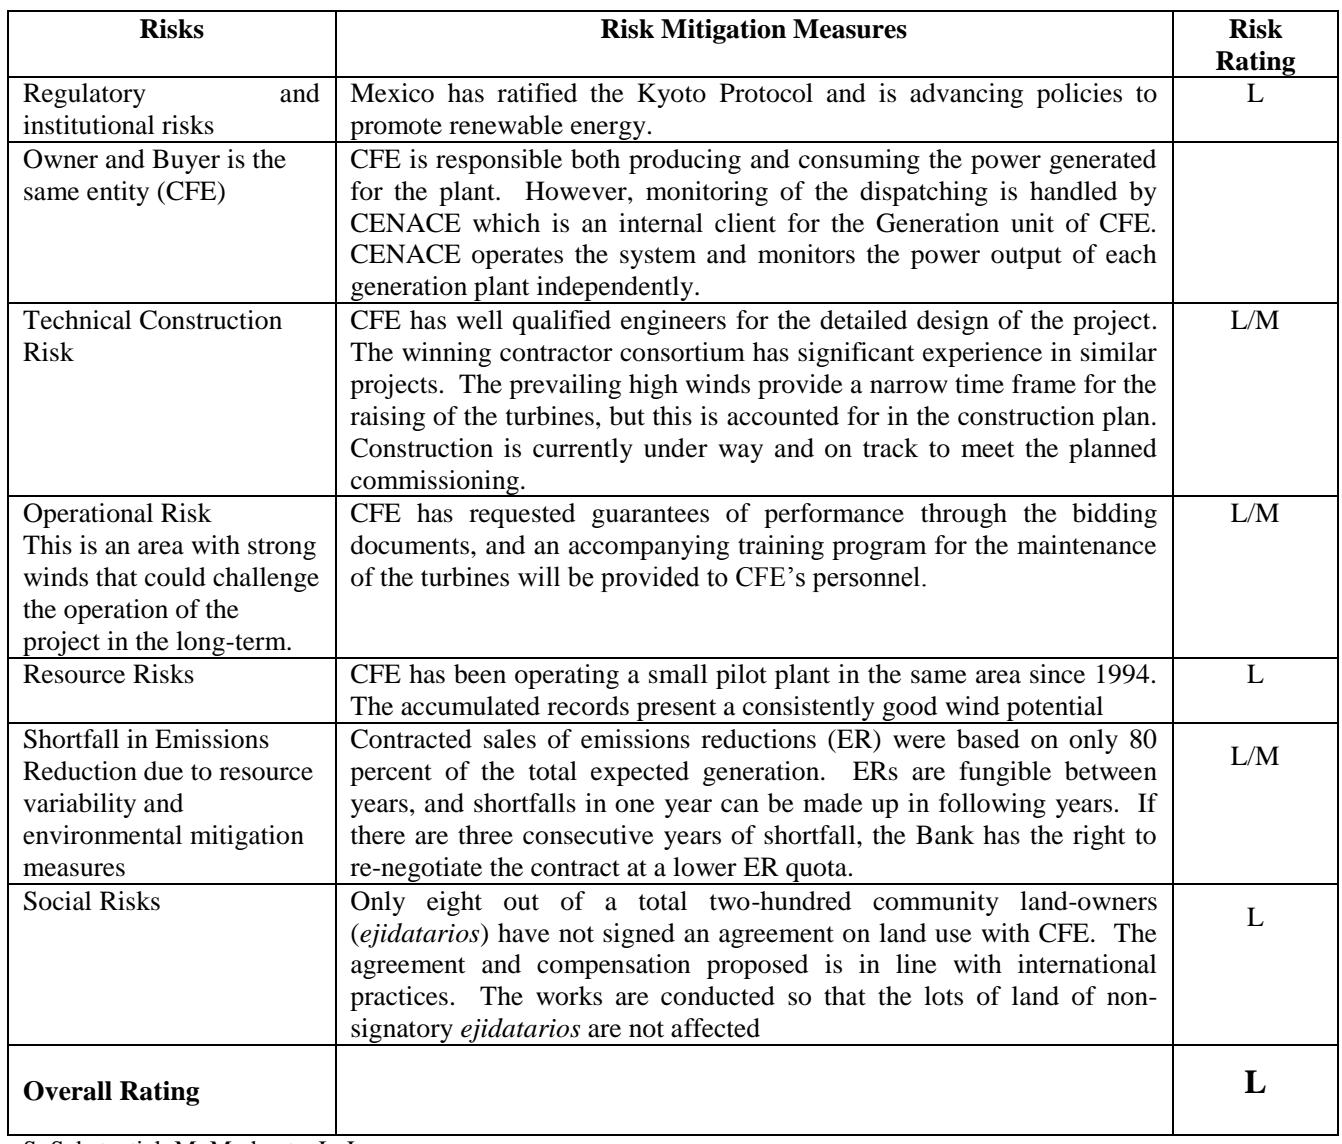 Risks
Risk Mitigation Measures
Risk
Rating
Regulatory and
institutional risks
Mexico has ratified the Kyoto Protocol and is advancing policies to
promote renewable energy.
L
Owner and Buyer is the
same entity (CFE)
CFE is responsible both producing and consuming the power generated
for the plant. However, monitoring of the dispatching is handled by
CENACE which is an internal client for the Generation unit of CFE.
CENACE operates the system and monitors the power output of each
generation plant independently.
Technical Construction
Risk
CFE has well qualified engineers for the detailed design of the project.
The winning contractor consortium has significant experience in similar
projects. The prevailing high winds provide a narrow time frame for the
raising of the turbines, but this is accounted for in the construction plan.
Construction is currently under way and on track to meet the planned
commissioning.
L/M
Operational Risk
This is an area with strong
winds that could challenge
the operation of the
project in the long-term.
CFE has requested guarantees of performance through the bidding
documents, and an accompanying training program for the maintenance
of the turbines will be provided to CFE's personnel.
L/M
Resource Risks
CFE has been operating a small pilot plant in the same area since 1994.
The accumulated records present a consistently good wind potential
L
Shortfall in Emissions
Reduction due to resource
variability and
environmental mitigation
measures
Contracted sales of emissions reductions (ER) were based on only 80
percent of the total expected generation. ERs are fungible between
years, and shortfalls in one year can be made up in following years. If
there are three consecutive years of shortfall, the Bank has the right to
re-negotiate the contract at a lower ER quota.
L/M
Social Risks
Only eight out of a total two-hundred community land-owners
(ejidatarios) have not signed an agreement on land use with CFE. The
agreement and compensation proposed is in line with international
practices. The works are conducted so that the lots of land of non-
signatory ejidatarios are not affected
L
Overall Rating
L